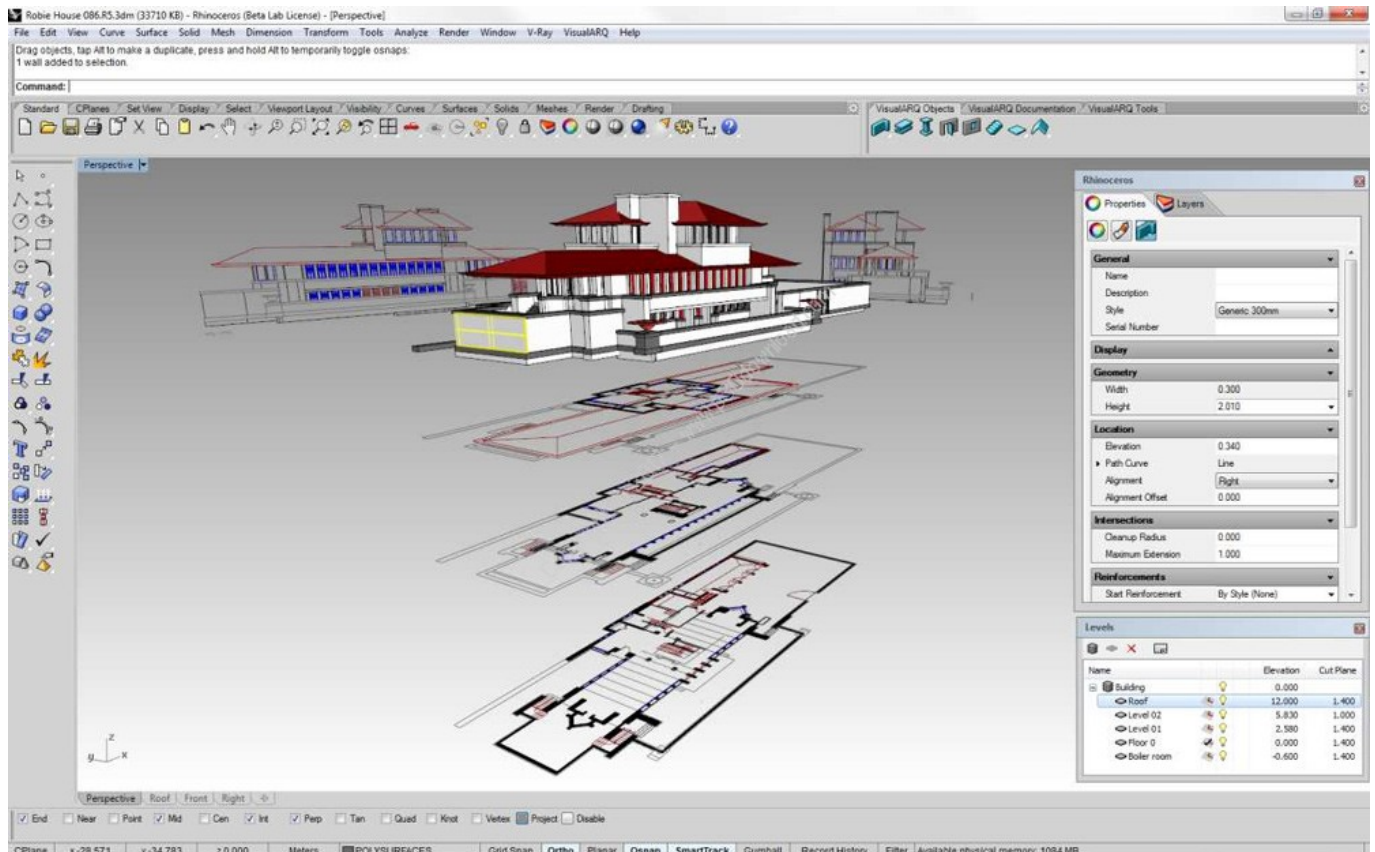 Robie House 086.R5.3dm (33710 KB) - Rhinoceros (Beta Lab License) - [Perspective]
File Edit View Curve Surface Solid Mesh Dimension Transform Tools Analyze Render Window V-Ray VisualARQ Help
Drag objects, tap Alt to make a duplicate, press and hold Alt to temporarily toggle osnaps:
1 wall added to selection.
Command:
Standard CPlanes Set View Display Select Viewport Layout Visibility Curves Surfaces Solids Meshes Render Drafting
VisualARQ Objects VisualARQ Documentation VisualARQ Tools
Perspective
Rhinoceros
Properties Layers
General
Name
Description
Style Generic 300mm
Serial Number
Display
Geometry
Width 0.300
Height 2.010
Location
Elevation 0.340
Path Curve Line
Alignment Right
Alignment Offset 0.000
Intersections
Cleanup Radius 0.000
Maximum Extension 1.000
Reinforcements
Start Reinforcement By Style (None)
Levels
Name Elevation Cut Plane
Building 0.000
Roof 12.000 1.400
Level 02 5.830 1.000
Level 01 2.580 1.400
Floor 0 0.000 1.400
Boiler room -0.600 1.400
z
y x
Perspective Roof Front Right
End Near Point Mid Cen Int Perp Tan Quad Knot Vertex Project Disable
CPlane x -28.571 y -34.783 z 0.000 Meters POLYSURFACES Grid Snap Ortho Planar Osnap SmartTrack Gumball Record History Filter Available physical memory: 1084 MB